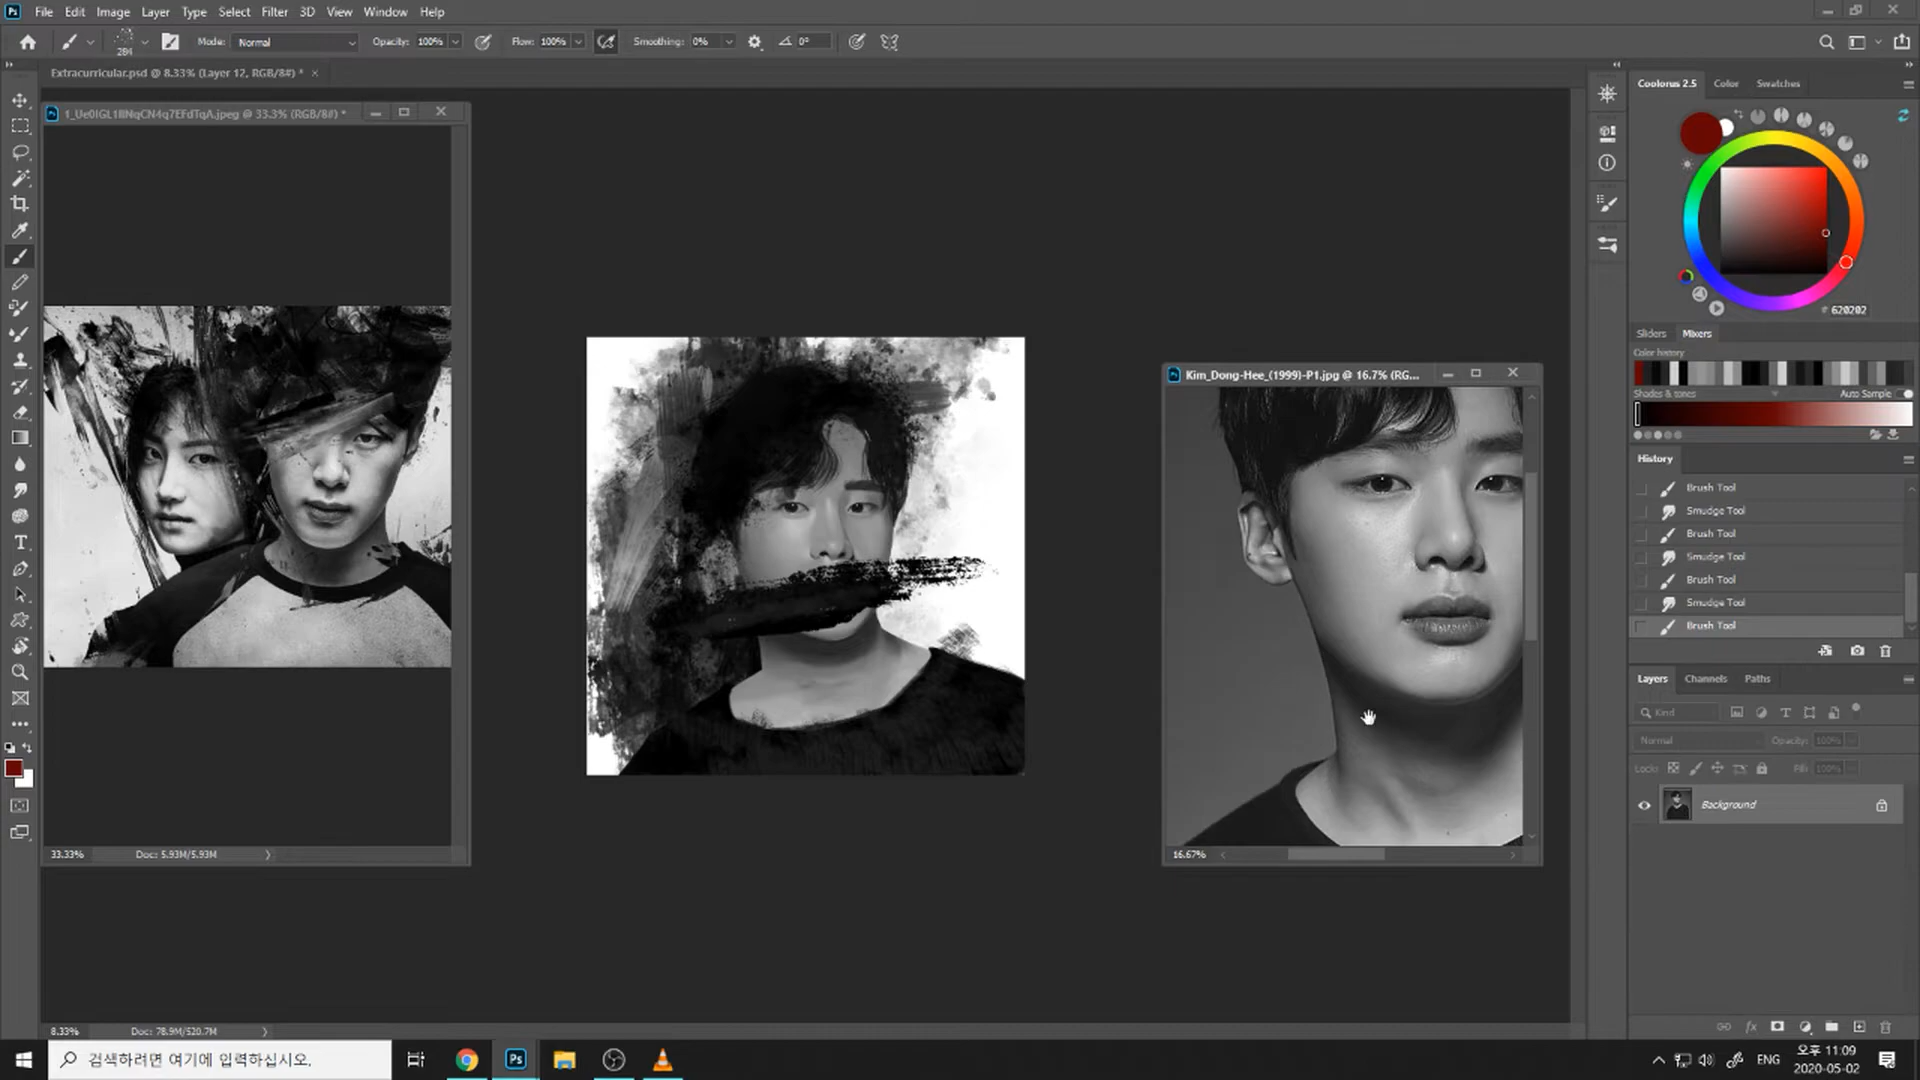 Ps File Edit Image Layer Type Select Filter 3D View Window Help
284 Mode: Normal Opacity: 100% Flow: 100% Smoothing: 0% 0°
Extracurricular.psd @ 8.33% (Layer 12, RGB/8#) * ×
@ 33.3% (RGB/8#) *
33.33% Doc: 5.93M/5.93M
Kim_Dong-Hee_(1999)-P1.jpg @ 16.7% (RG...
16.67%
8.33% Doc: 78.9M/520.7M
Coolorus 2.5 Color Swatches
# 620202
Sliders Mixers
Color history
Shades & tones Auto Sample
History
Brush Tool
Smudge Tool
Brush Tool
Smudge Tool
Brush Tool
Smudge Tool
Brush Tool
Layers Channels Paths
Kind
Normal Opacity: 100%
Lock: Fill: 100%
Background
검색하려면 여기에 입력하십시오.
Ps
ENG
오후 11:09
2020-05-02